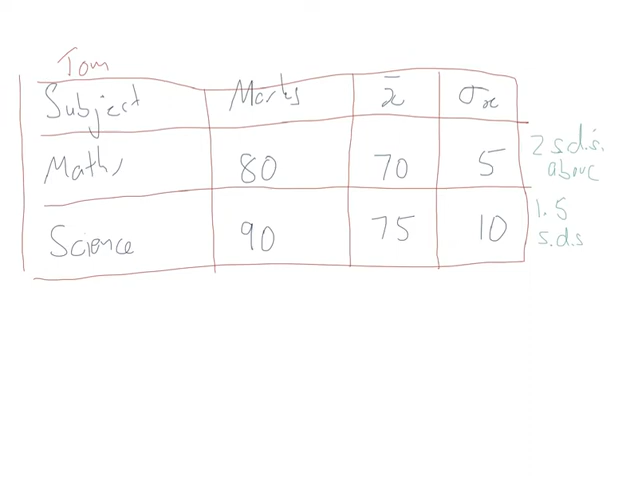 Tom
Subject Marks x̄ σx
Maths 80 70 5 2 s.d.s. above
Science 90 75 10 1.5 s.d.s